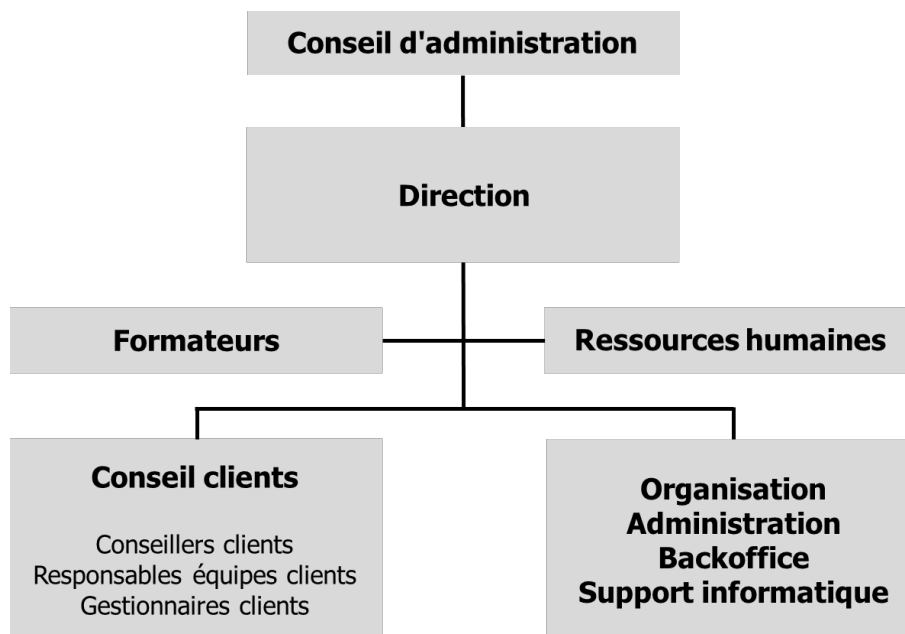 Conseil d'administration
Direction
Formateurs
Ressources humaines
Conseil clients
Conseillers clients
Responsables équipes clients
Gestionnaires clients
Organisation
Administration
Backoffice
Support informatique